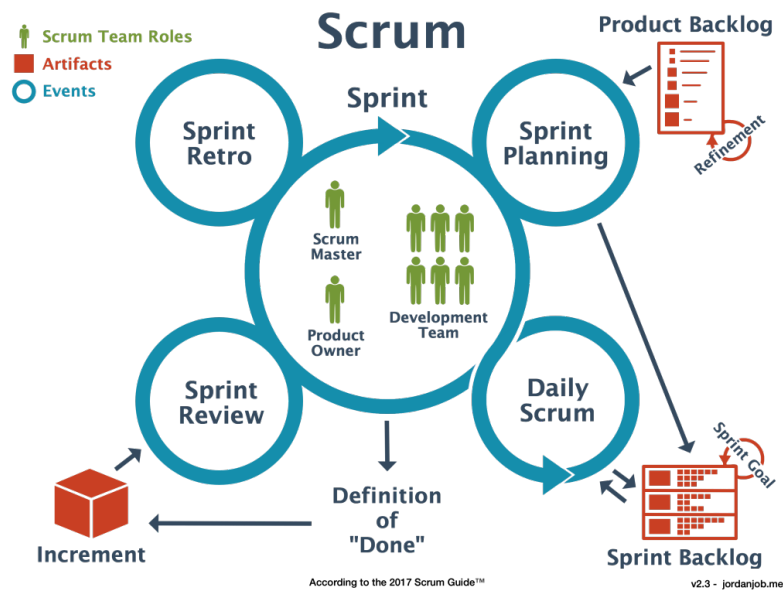 Scrum
Scrum Team Roles
Artifacts
Events
Product Backlog
Refinement
Sprint
Sprint
Retro
Sprint
Planning
Scrum
Master
Product
Owner
Development
Team
Sprint
Review
Daily
Scrum
Sprint Goal
Sprint Backlog
Definition
of
"Done"
Increment
According to the 2017 Scrum Guide™
v2.3 - jordanjob.me